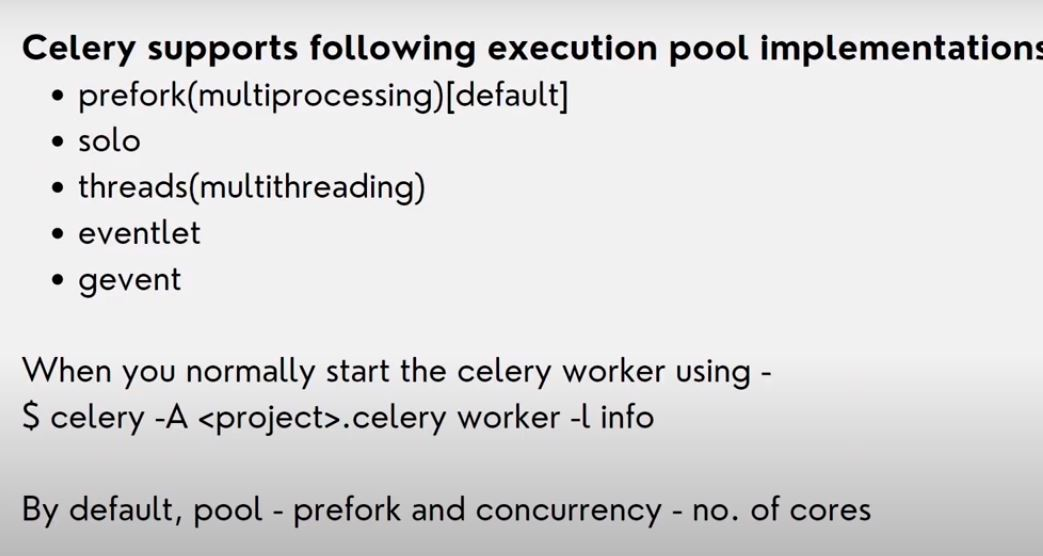 Celery supports following execution pool implementations
• prefork(multiprocessing)[default]
• solo
• threads(multithreading)
• eventlet
• gevent
When you normally start the celery worker using -
$ celery -A <project>.celery worker -l info
By default, pool - prefork and concurrency - no. of cores